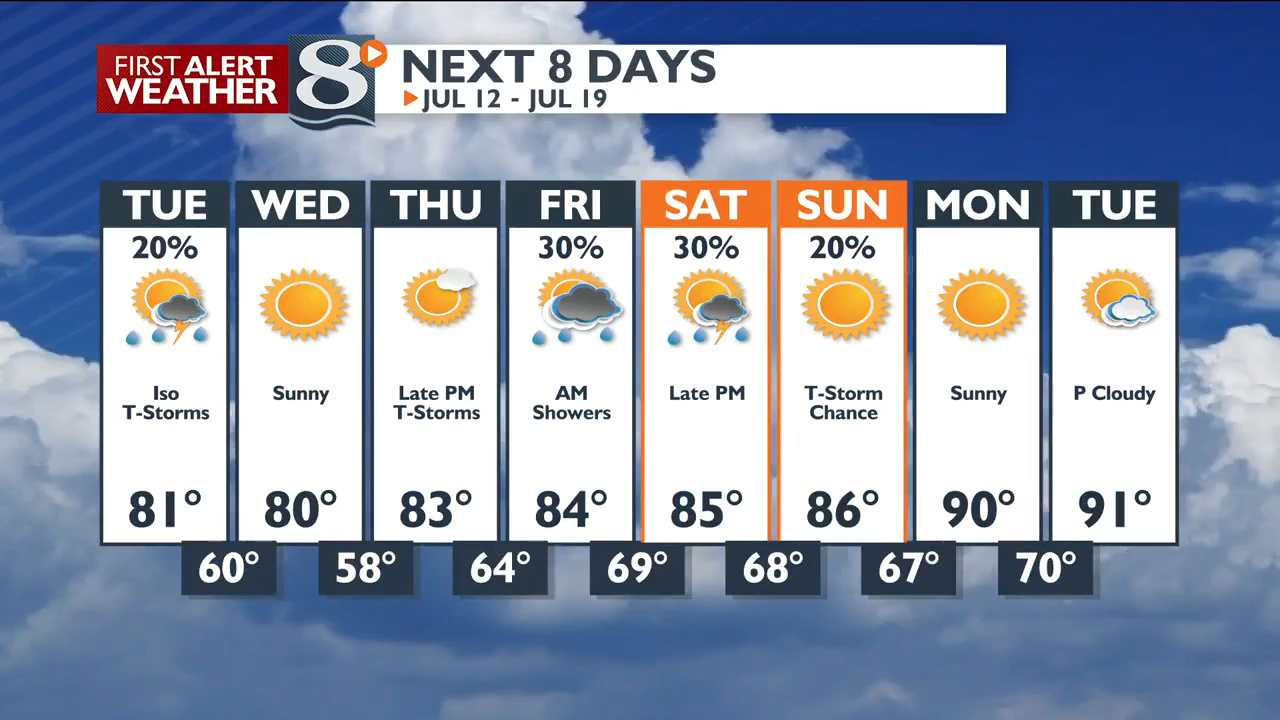 FIRST ALERT
WEATHER
8
NEXT 8 DAYS
JUL 12 - JUL 19
TUE WED THU FRI SAT SUN MON TUE
20% 30% 30% 20%
Iso Sunny Late PM AM Late PM T-Storm Sunny P Cloudy
T-Storms T-Storms Showers Chance
81° 80° 83° 84° 85° 86° 90° 91°
60° 58° 64° 69° 68° 67° 70°